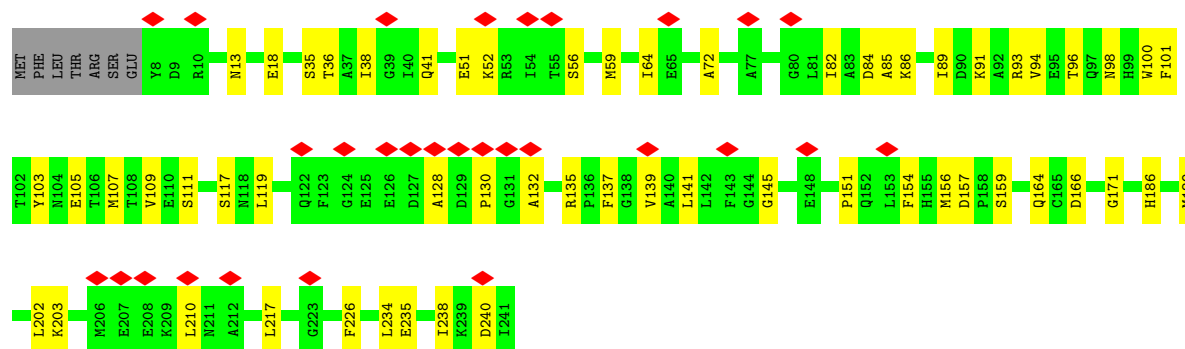 MET PHE LEU THR ARG SER GLU Y8 D9 R10 N13 E18 S35 T36 A37 I38 G39 I40 Q41 E51 K52 R53 I54 T55 S56 M59 I64 E65 A72 A77 G80 L81 I82 A83 D84 A85 K86 I89 D90 K91 A92 R93 V94 E95 T96 Q97 N98 H99 W100 F101
T102 Y103 N104 E105 T106 M107 T108 V109 E110 S111 S117 N118 L119 Q122 F123 G124 E125 E126 D127 A128 D129 P130 G131 A132 R135 P136 F137 G138 V139 A140 L141 L142 F143 G144 G145 E148 P151 Q152 L153 F154 H155 M156 D157 P158 S159 Q164 C165 D166 G171 H186
L202 K203 M206 E207 E208 K209 L210 N211 A212 L217 G223 F226 L234 E235 I238 K239 D240 I241